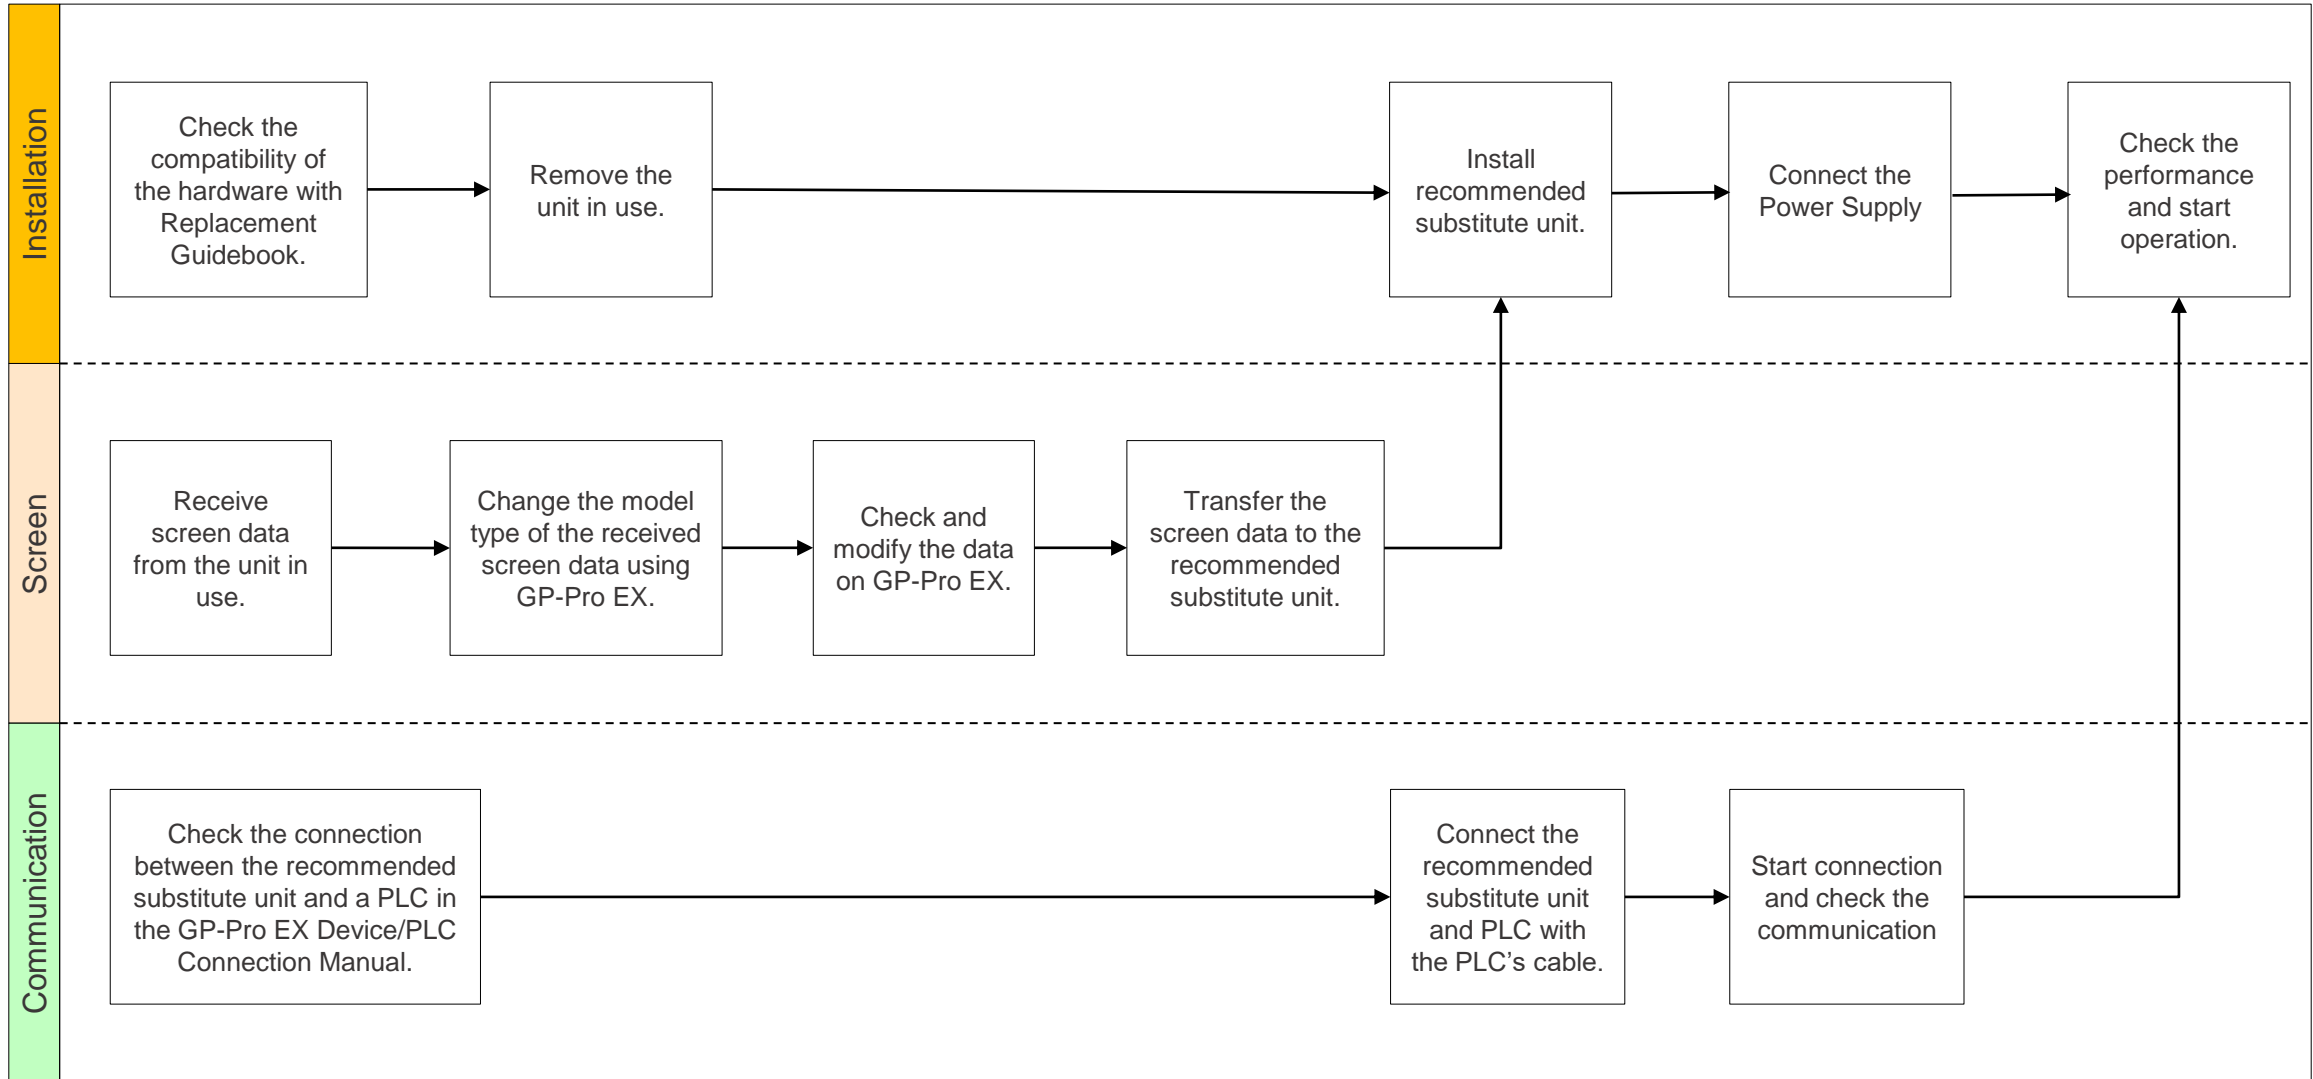 Installation
Check the
compatibility of
the hardware with
Replacement
Guidebook.
Remove the
unit in use.
Install
recommended
substitute unit.
Connect the
Power Supply
Check the
performance
and start
operation.
Screen
Receive
screen data
from the unit in
use.
Change the model
type of the received
screen data using
GP-Pro EX.
Check and
modify the data
on GP-Pro EX.
Transfer the
screen data to the
recommended
substitute unit.
Communication
Check the connection
between the recommended
substitute unit and a PLC in
the GP-Pro EX Device/PLC
Connection Manual.
Connect the
recommended
substitute unit
and PLC with
the PLC’s cable.
Start connection
and check the
communication